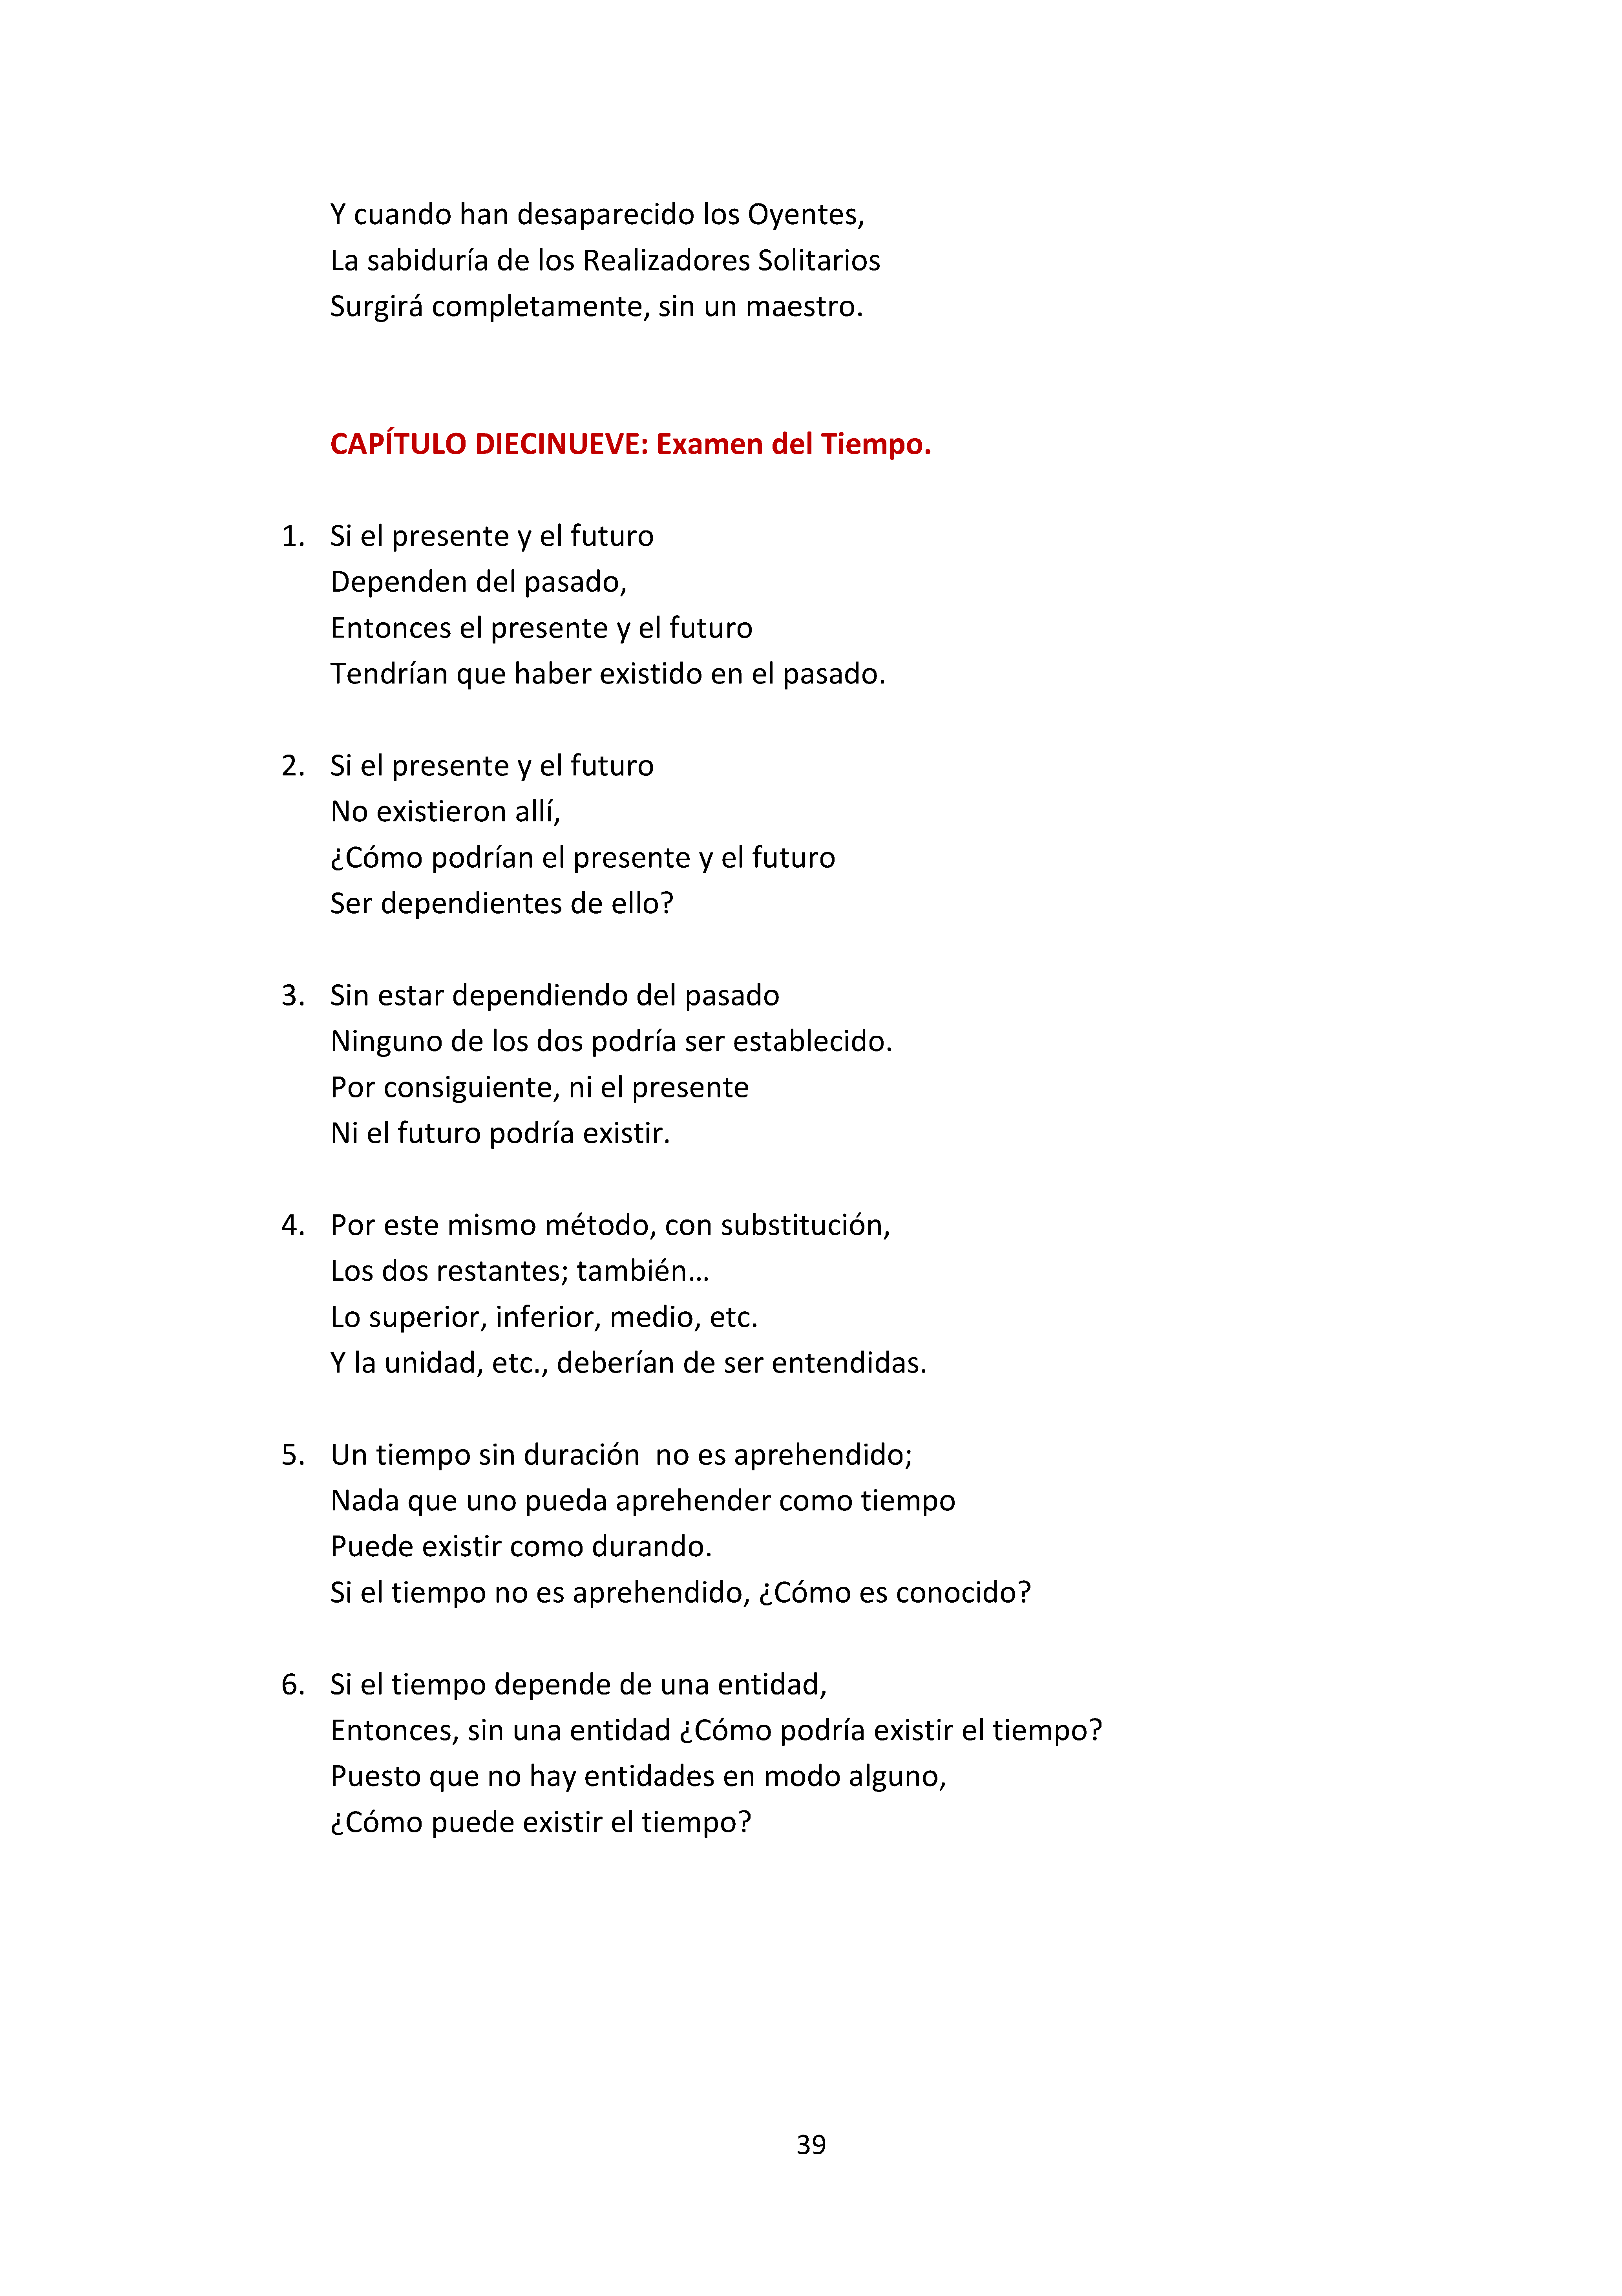 Y cuando han desaparecido los Oyentes,
La sabiduría de los Realizadores Solitarios
Surgirá completamente, sin un maestro.
CAPÍTULO DIECINUEVE: Examen del Tiempo.
1. Si el presente y el futuro
Dependen del pasado,
Entonces el presente y el futuro
Tendrían que haber existido en el pasado.
2. Si el presente y el futuro
No existieron allí,
¿Cómo podrían el presente y el futuro
Ser dependientes de ello?
3. Sin estar dependiendo del pasado
Ninguno de los dos podría ser establecido.
Por consiguiente, ni el presente
Ni el futuro podría existir.
4. Por este mismo método, con substitución,
Los dos restantes; también…
Lo superior, inferior, medio, etc.
Y la unidad, etc., deberían de ser entendidas.
5. Un tiempo sin duración  no es aprehendido;
Nada que uno pueda aprehender como tiempo
Puede existir como durando.
Si el tiempo no es aprehendido, ¿Cómo es conocido?
6. Si el tiempo depende de una entidad,
Entonces, sin una entidad ¿Cómo podría existir el tiempo?
Puesto que no hay entidades en modo alguno,
¿Cómo puede existir el tiempo?
39